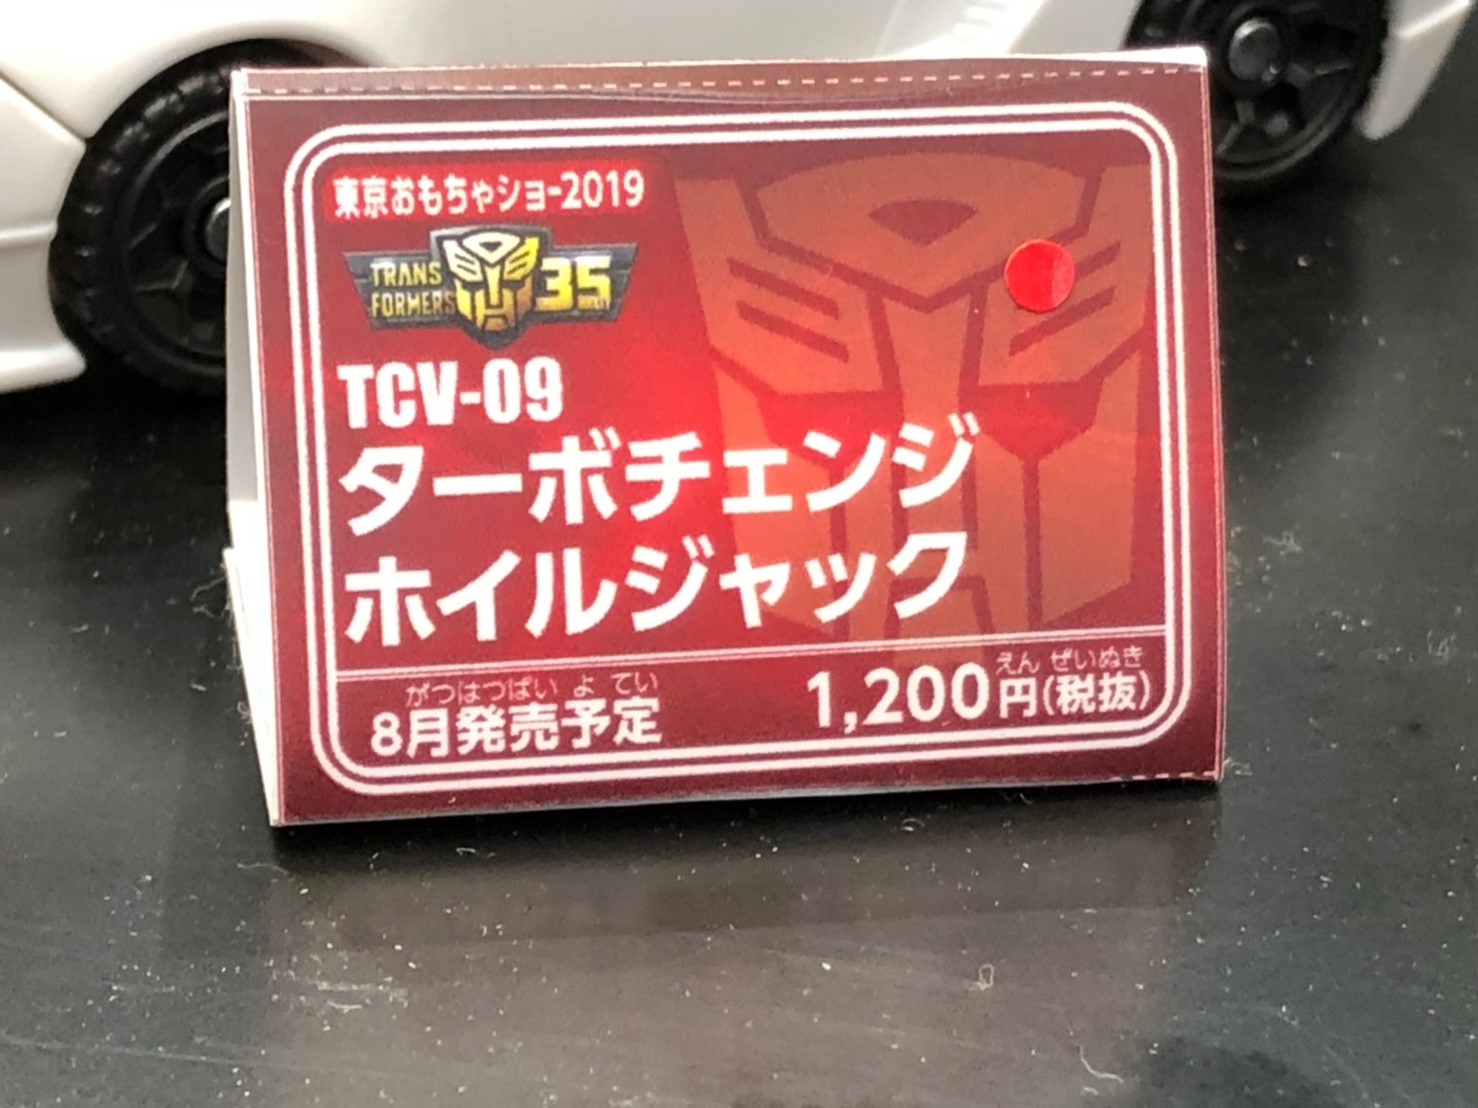 東京おもちゃショー2019
TRANS
FORMERS
35
TCV-09
ターボチェンジ
ホイルジャック
がつはつばい よ てい
8月発売予定
えん ぜいぬき
1,200円(税抜)